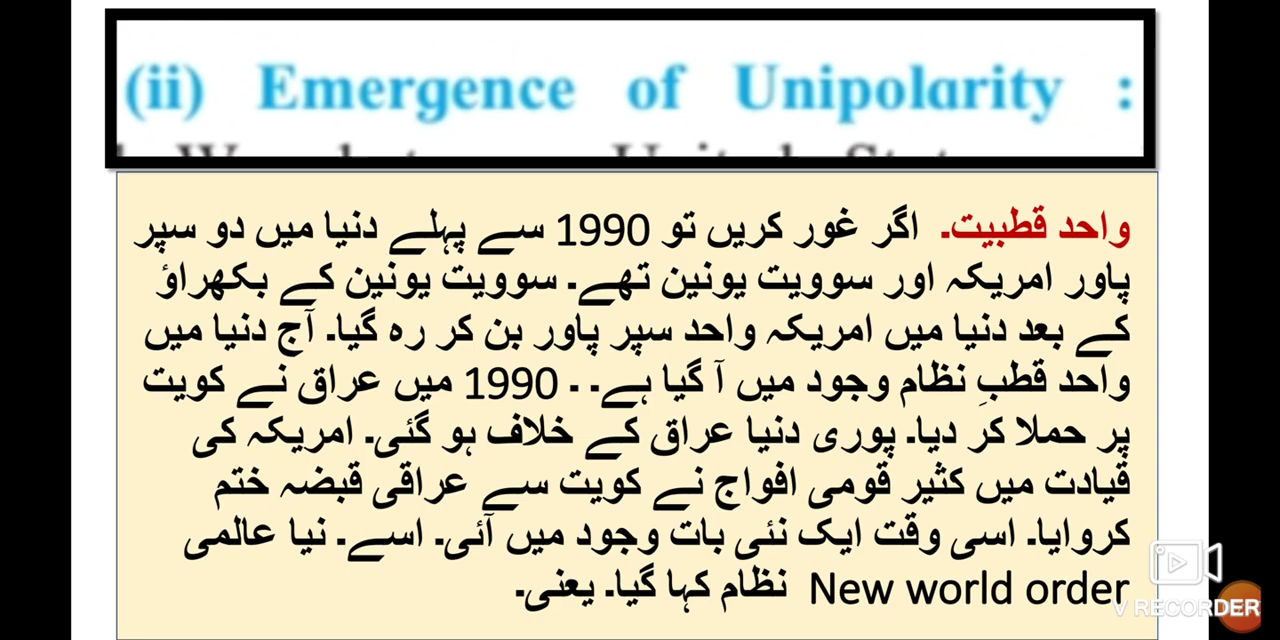 (ii) Emergence of Unipolarity :
واحد قطبیت۔ اگر غور کریں تو 1990 سے پہلے دنیا میں دو سپر
پاور امریکہ اور سوویت یونین تھے۔ سوویت یونین کے بکھراؤ
کے بعد دنیا میں امریکہ واحد سپر پاور بن کر رہ گیا۔ آج دنیا میں
واحد قطبِ نظام وجود میں آ گیا ہے۔ ۔ 1990 میں عراق نے کویت
پر حملا کر دیا۔ پوری دنیا عراق کے خلاف ہو گئی۔ امریکہ کی
قیادت میں کثیر قومی افواج نے کویت سے عراقی قبضہ ختم
کروایا۔ اسی وقت ایک نئی بات وجود میں آئی۔ اسے۔ نیا عالمی
New world order نظام کہا گیا۔ یعنی۔
V RECORDER